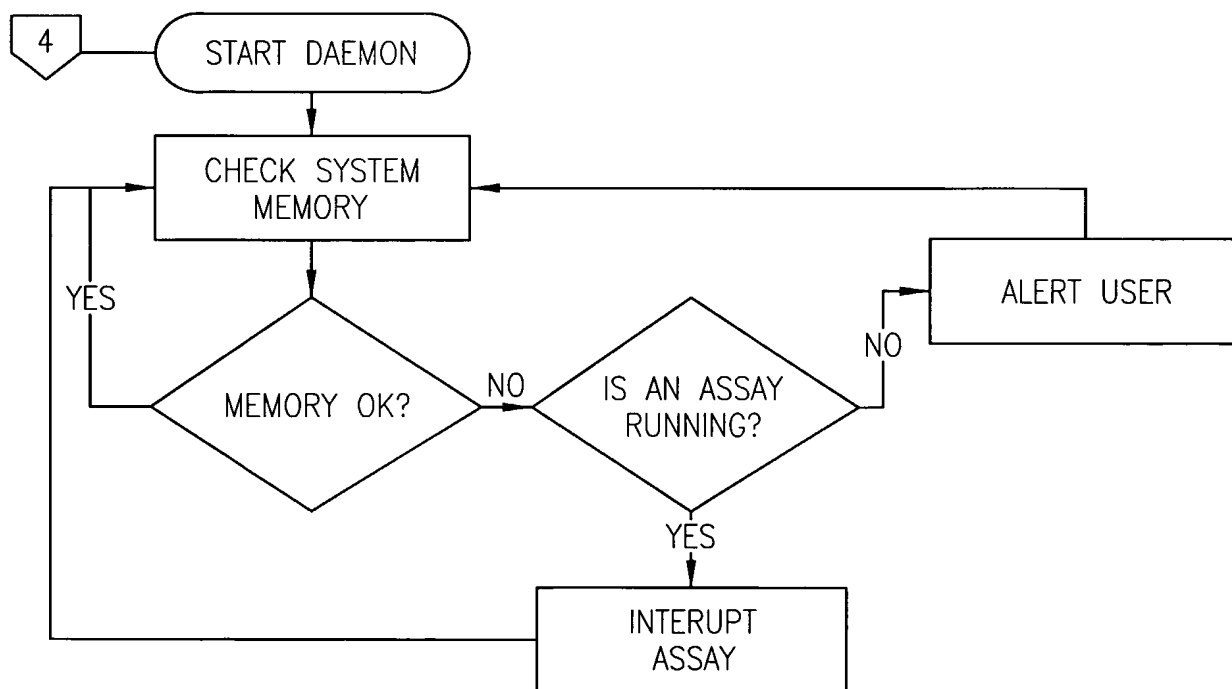 4
START DAEMON
CHECK SYSTEM
MEMORY
YES
ALERT USER
MEMORY OK?
NO
IS AN ASSAY
RUNNING?
NO
YES
INTERUPT
ASSAY